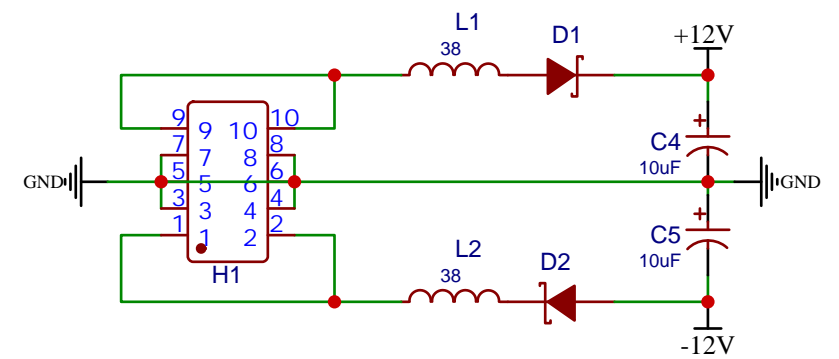 L1
38
D1
+12V
9 9 10 10
7 7 8 8
5 5 6 6
3 3 4 4
1 1 2 2
H1
GND
+
C4
10uF
GND
+
C5
10uF
L2
38
D2
-12V